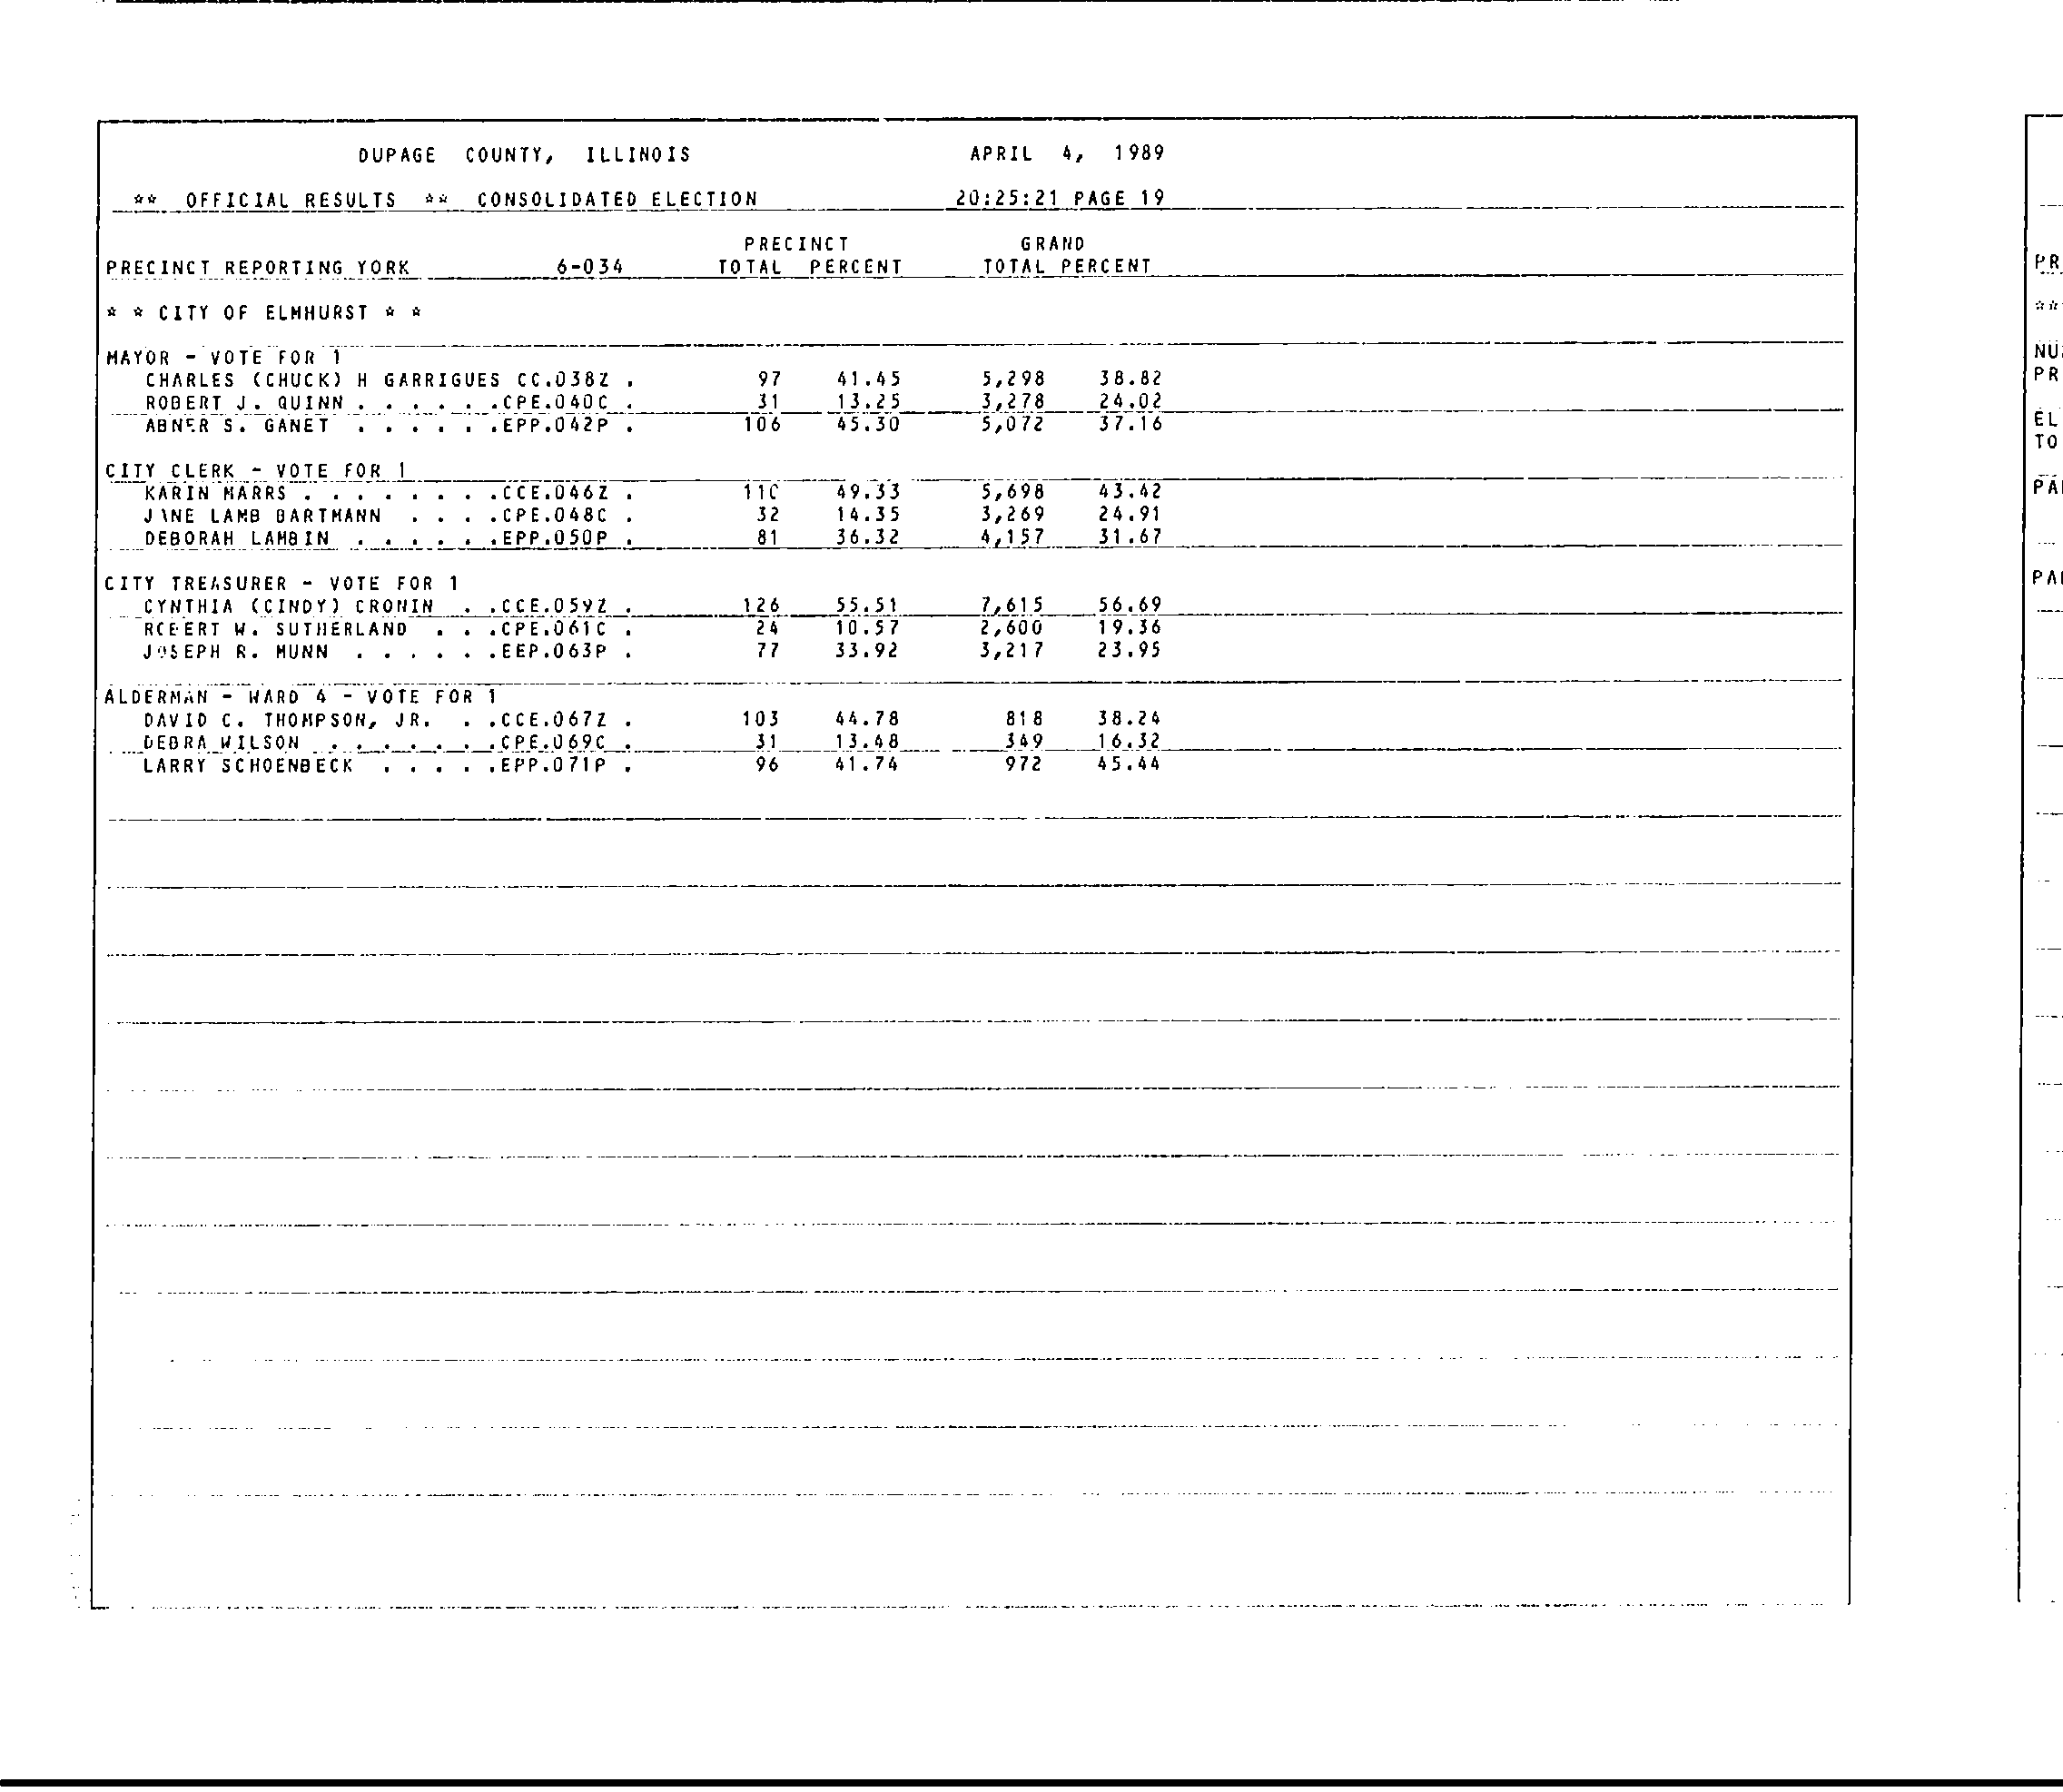 DUPAGE COUNTY, ILLINOIS APRIL 4, 1989
** OFFICIAL RESULTS ** CONSOLIDATED ELECTION 20:25:21 PAGE 19
PRECINCT GRAND
PRECINCT REPORTING YORK 6-034 TOTAL PERCENT TOTAL PERCENT
* * CITY OF ELMHURST * *
MAYOR - VOTE FOR 1
CHARLES (CHUCK) H GARRIGUES CC.038Z . 97 41.45 5,298 38.82
ROBERT J. QUINN . . . . . .CPE.040C . 31 13.25 3,278 24.02
ABNER S. GANET . . . . . .EPP.042P . 106 45.30 5,072 37.16
CITY CLERK - VOTE FOR 1
KARIN MARRS . . . . . . . .CCE.046Z . 110 49.33 5,698 43.42
JANE LAMB BARTMANN . . . .CPE.048C . 32 14.35 3,269 24.91
DEBORAH LAMBIN . . . . . .EPP.050P . 81 36.32 4,157 31.67
CITY TREASURER - VOTE FOR 1
CYNTHIA (CINDY) CRONIN . .CCE.059Z . 126 55.51 7,615 56.69
ROBERT W. SUTHERLAND . . .CPE.061C . 24 10.57 2,600 19.36
JOSEPH R. MUNN . . . . . .EEP.063P . 77 33.92 3,217 23.95
ALDERMAN - WARD 4 - VOTE FOR 1
DAVID C. THOMPSON, JR. . .CCE.067Z . 103 44.78 818 38.24
DEBRA WILSON . . . . . . .CPE.069C . 31 13.48 349 16.32
LARRY SCHOENBECK . . . . .EPP.071P . 96 41.74 972 45.44
PR
**
NU
PR
EL
TO
PA
PA